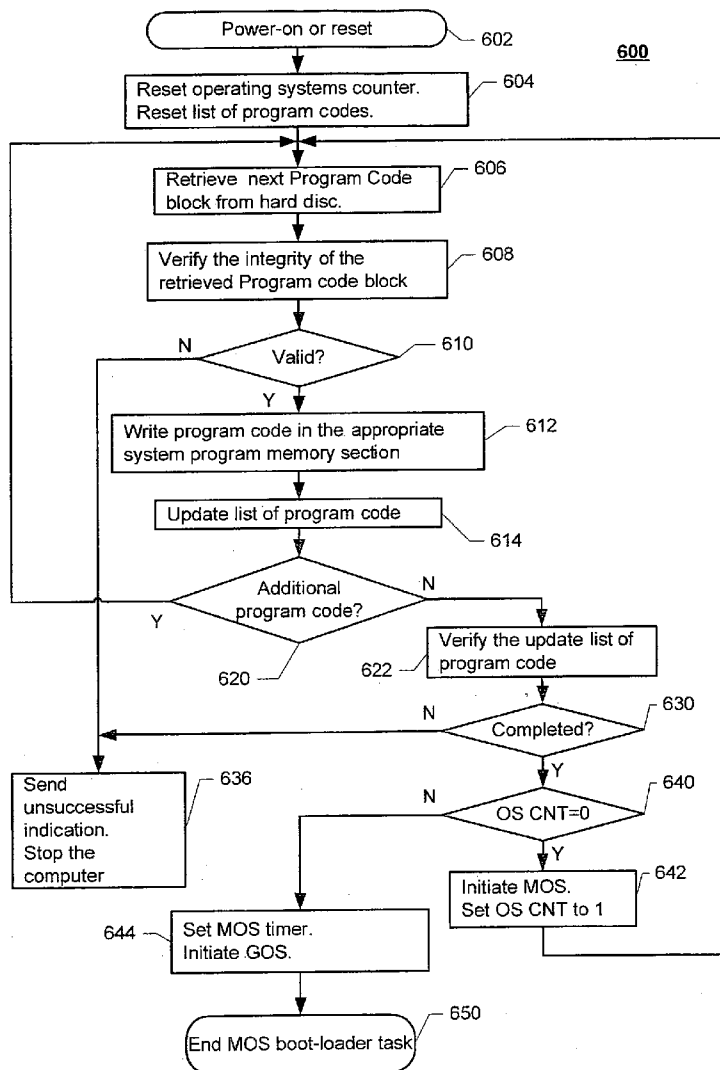 Power-on or reset
602
600
Reset operating systems counter.
Reset list of program codes.
604
Retrieve next Program Code
block from hard disc.
606
Verify the integrity of the
retrieved Program code block
608
N
Valid?
610
Y
Write program code in the appropriate
system program memory section
612
Update list of program code
614
Additional
program code?
N
Y
620
Verify the update list of
program code
622
N
Completed?
630
Y
Send
unsuccessful
indication.
Stop the
computer
636
N
OS CNT=0
640
Y
Initiate MOS.
Set OS CNT to 1
642
644
Set MOS timer.
Initiate GOS.
650
End MOS boot-loader task